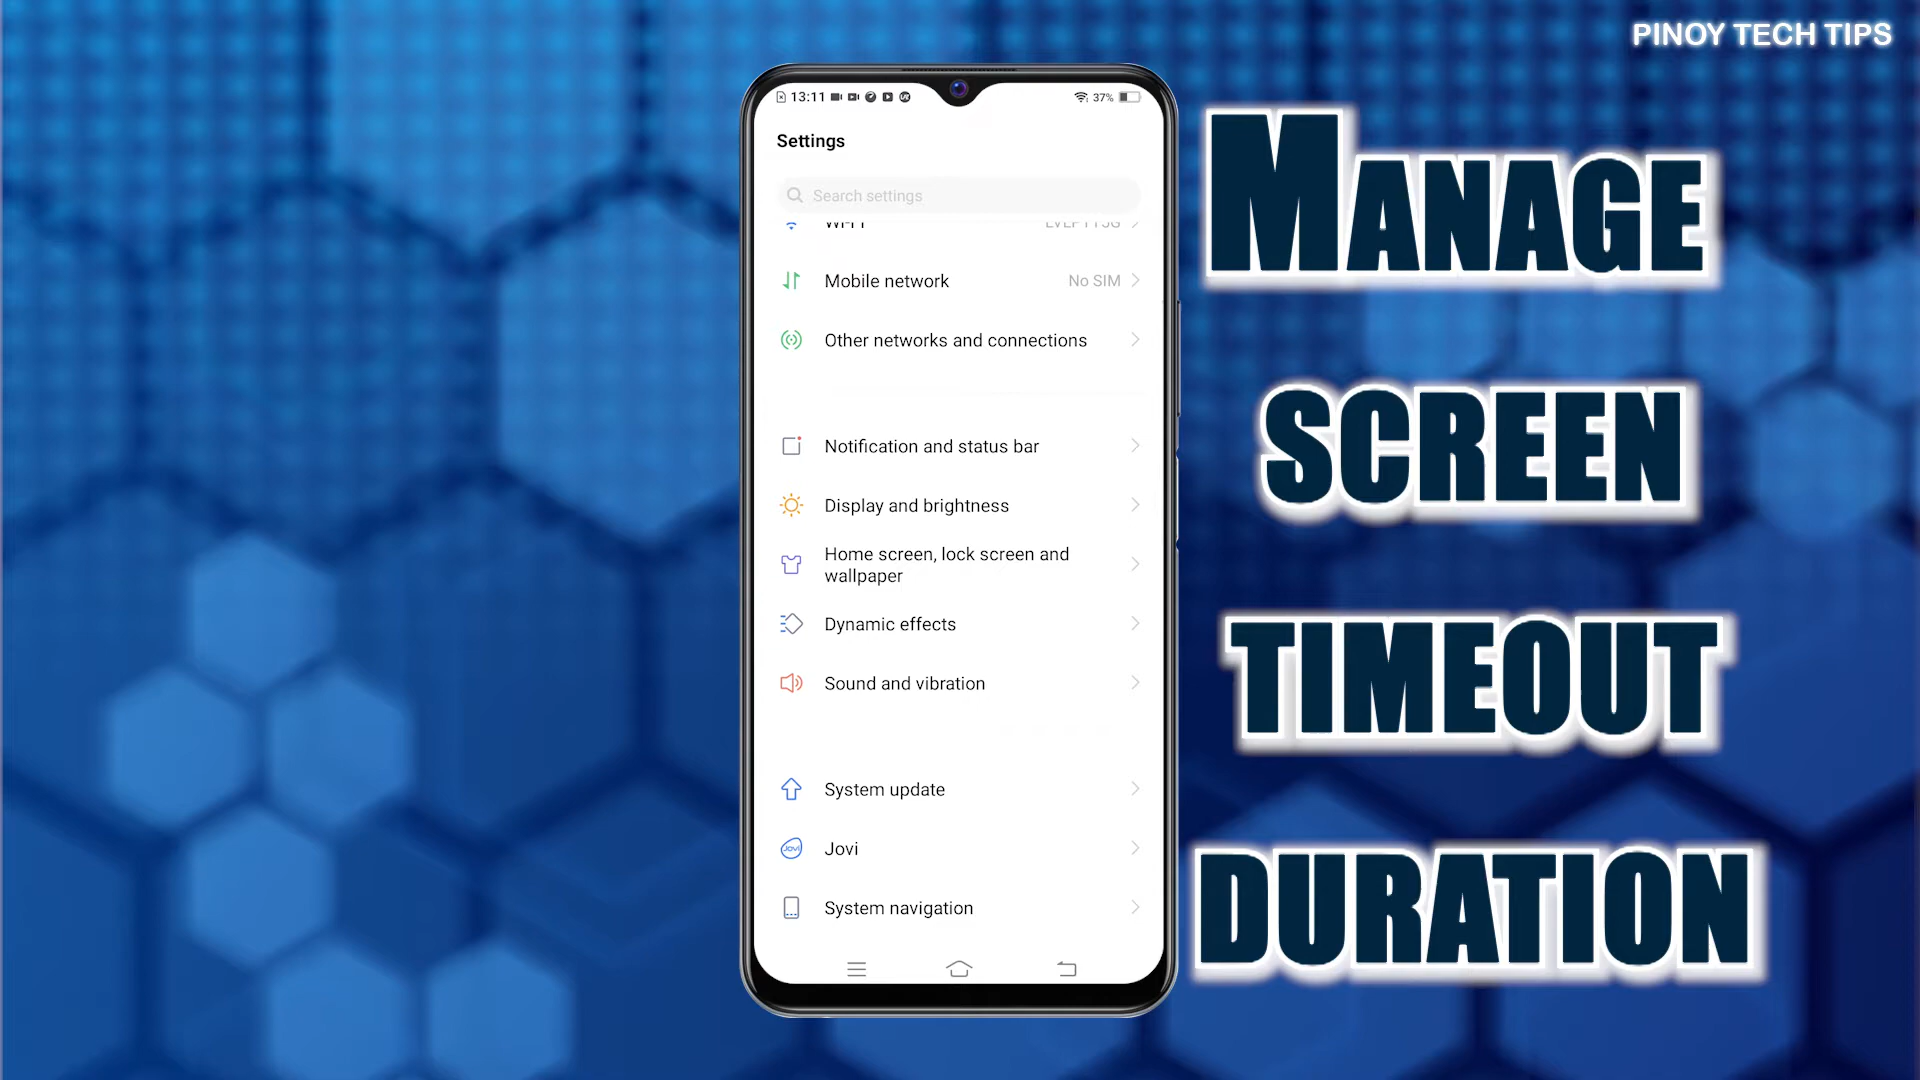 PINOY TECH TIPS
13:11
37%
Settings
Search settings
Mobile network No SIM
Other networks and connections
Notification and status bar
Display and brightness
Home screen, lock screen and
wallpaper
Dynamic effects
Sound and vibration
System update
Jovi
Jovi
System navigation
MANAGE
SCREEN
TIMEOUT
DURATION